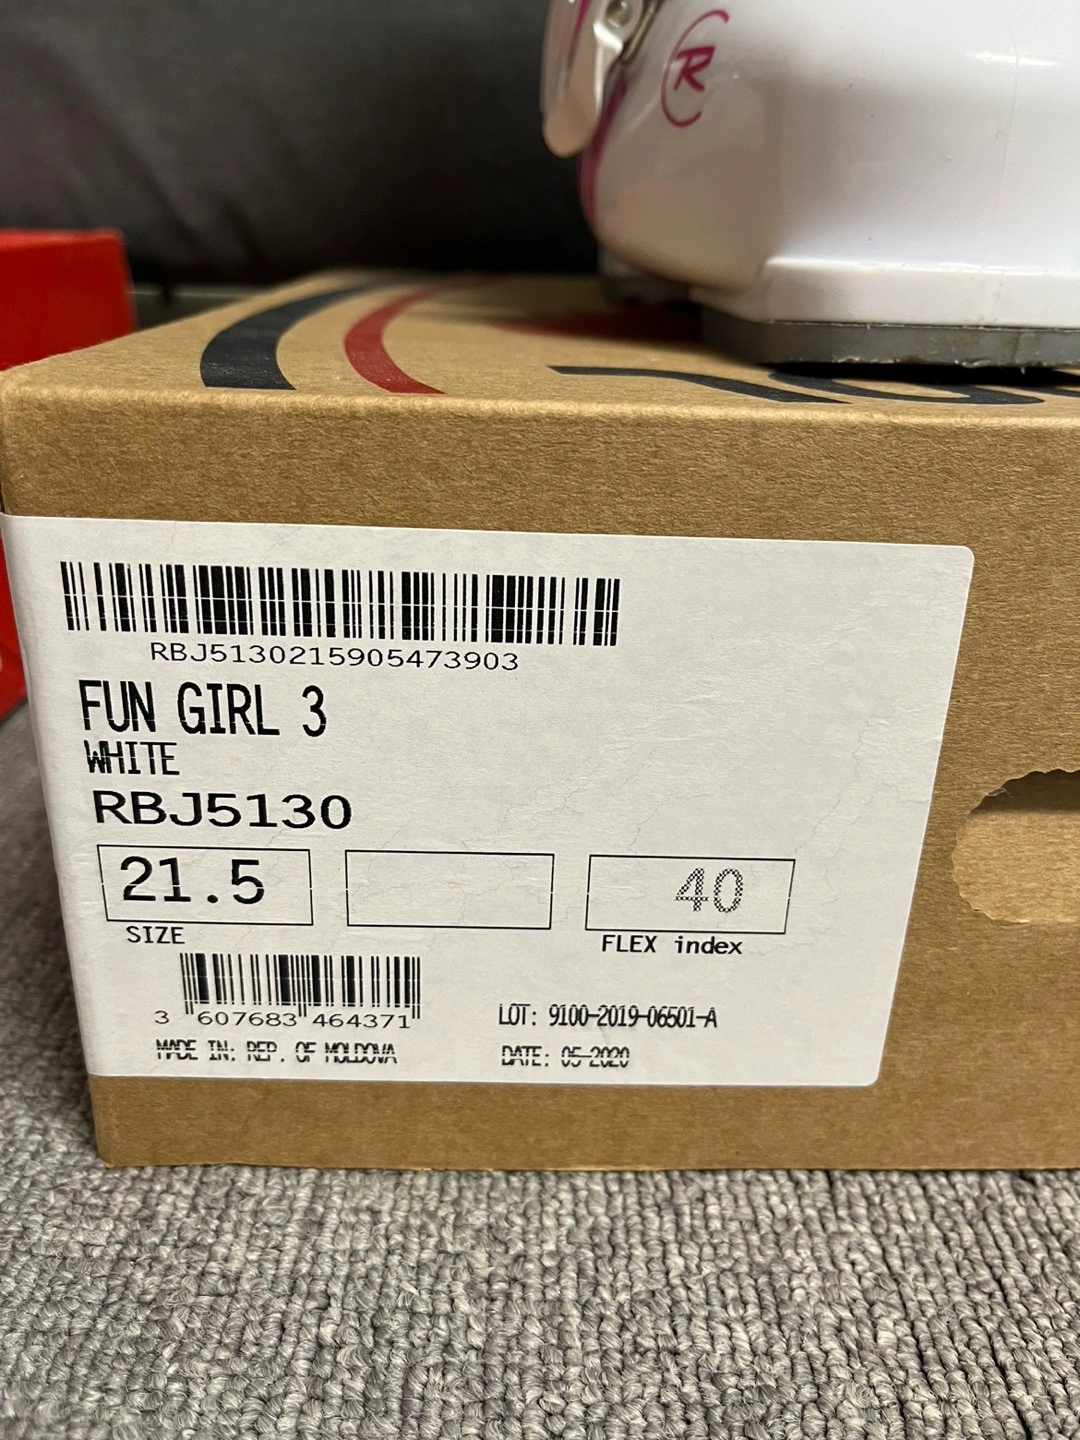 R
RBJ5130215905473903
FUN GIRL 3
WHITE
RBJ5130
21.5
40
SIZE
FLEX index
3 607683 464371
LOT: 9100-2019-06501-A
MADE IN: REP. OF MOLDOVA
DATE: 05-2020